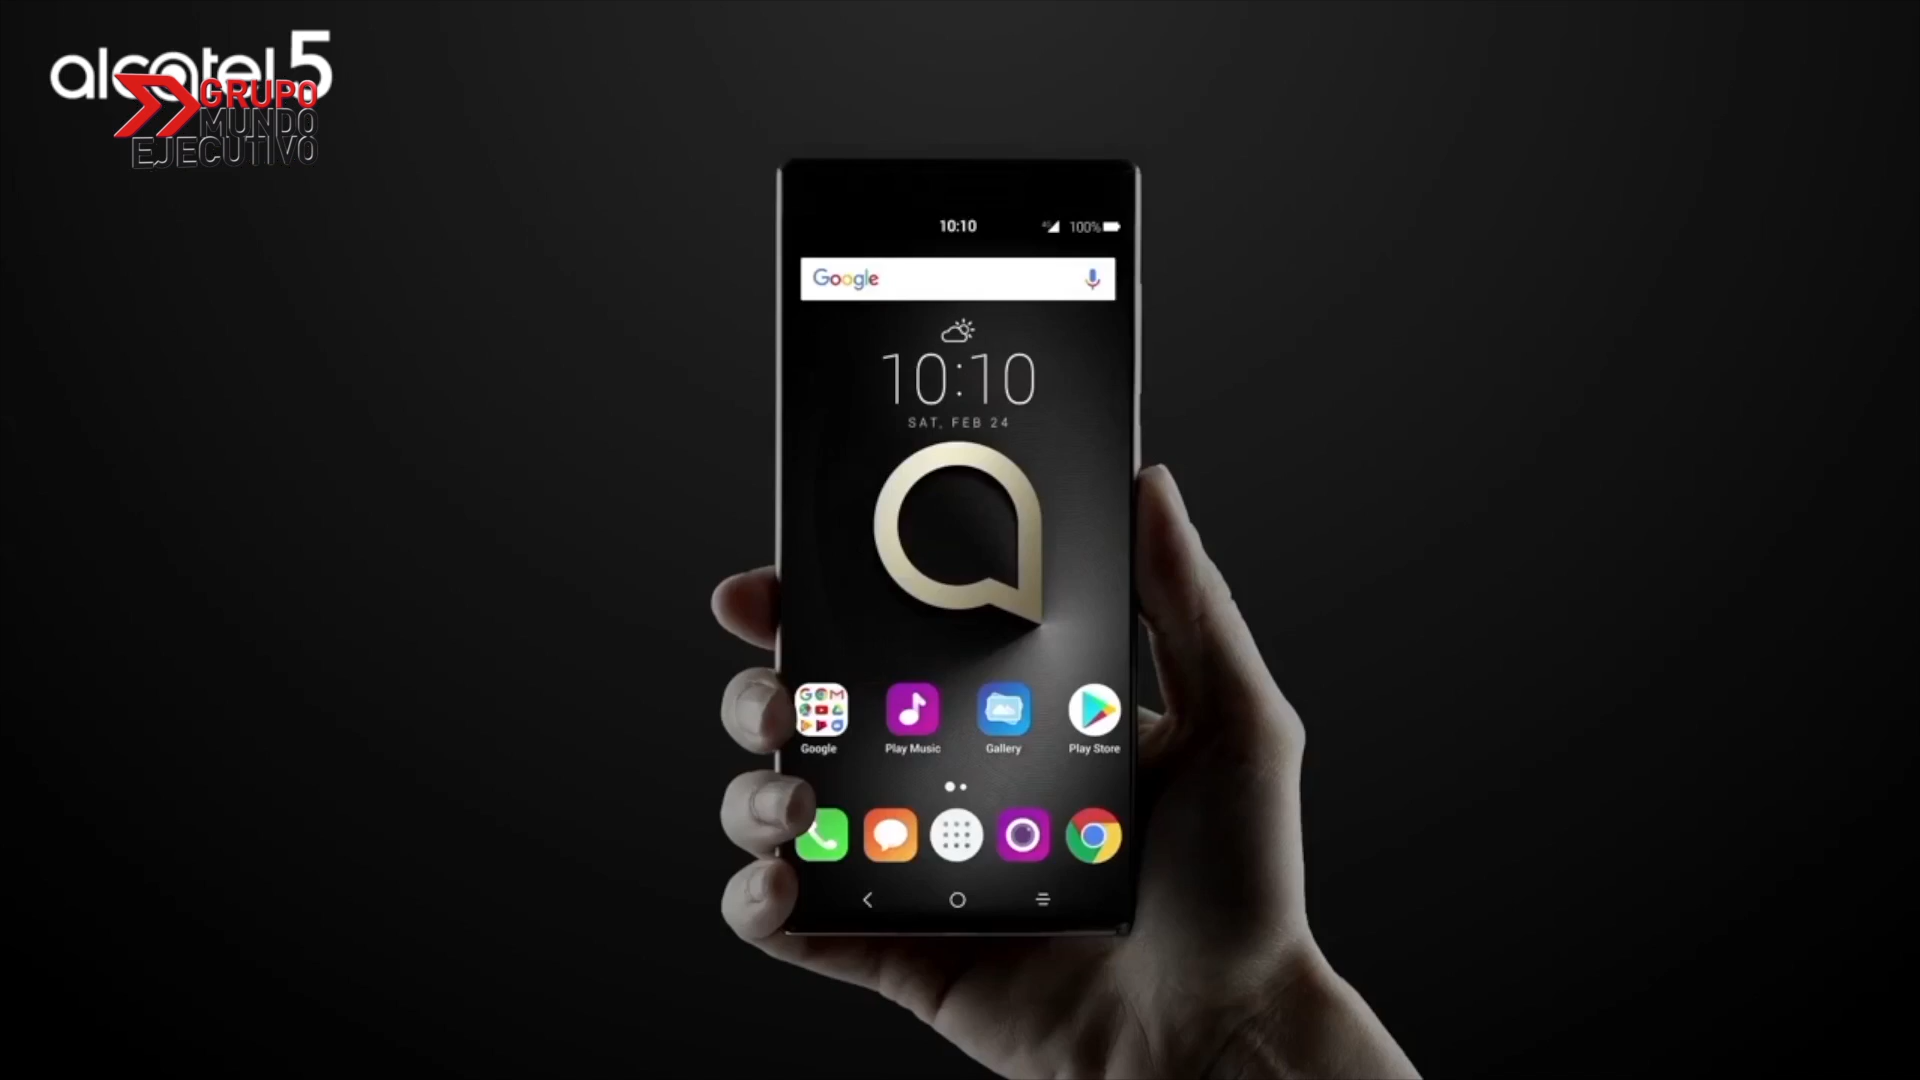 alcatel 5
GRUPO
MUNDO
EJECUTIVO
10:10
4G
100%
Google
10:10
SAT, FEB 24
Google
Play Music
Gallery
Play Store